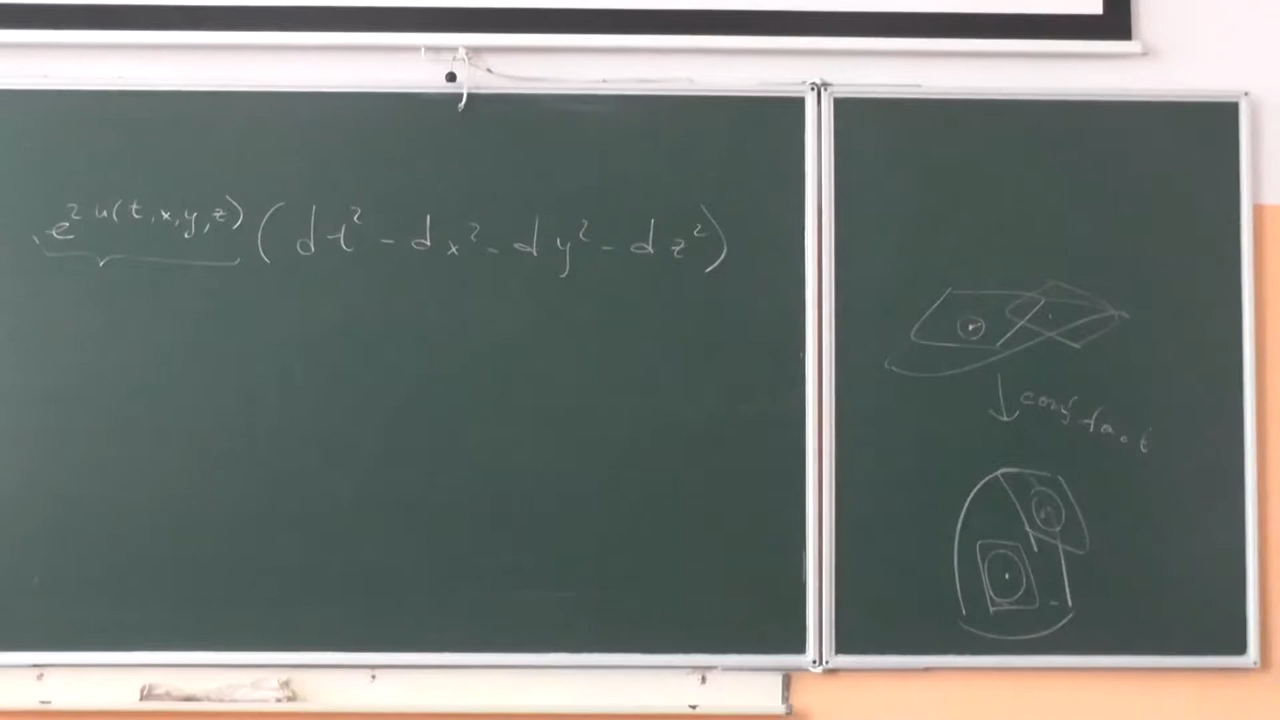 e^{2u(t,x,y,z)} (dt² - dx² - dy² - dz²)
conf fact